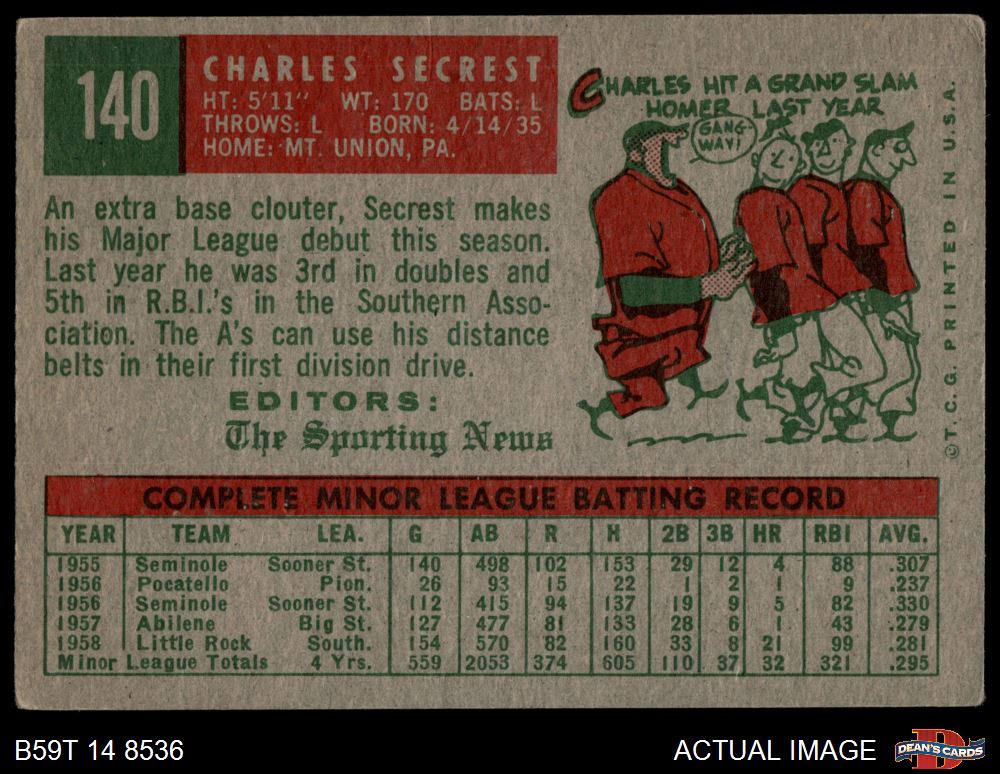 140
CHARLES SECREST
HT: 5'11" WT: 170 BATS: L
THROWS: L BORN: 4/14/35
HOME: MT. UNION, PA.
An extra base clouter, Secrest makes
his Major League debut this season.
Last year he was 3rd in doubles and
5th in R.B.I.'s in the Southern Asso-
ciation. The A's can use his distance
belts in their first division drive.
EDITORS:
The Sporting News
CHARLES HIT A GRAND SLAM
HOMER LAST YEAR
GANG-
WAY!
©T.C.G. PRINTED IN U.S.A.
COMPLETE MINOR LEAGUE BATTING RECORD
YEAR TEAM LEA. G AB R H 2B 3B HR RBI AVG.
1955 Seminole Sooner St. 140 498 102 153 29 12 4 88 .307
1956 Pocatello Pion. 26 93 15 22 1 2 1 9 .237
1956 Seminole Sooner St. 112 415 94 137 19 9 5 82 .330
1957 Abilene Big St. 127 477 81 133 28 6 1 43 .279
1958 Little Rock South. 154 570 82 160 33 8 21 99 .281
Minor League Totals 4 Yrs. 559 2053 374 605 110 37 32 321 .295
B59T 14 8536
ACTUAL IMAGE
D
DEAN'S CARDS